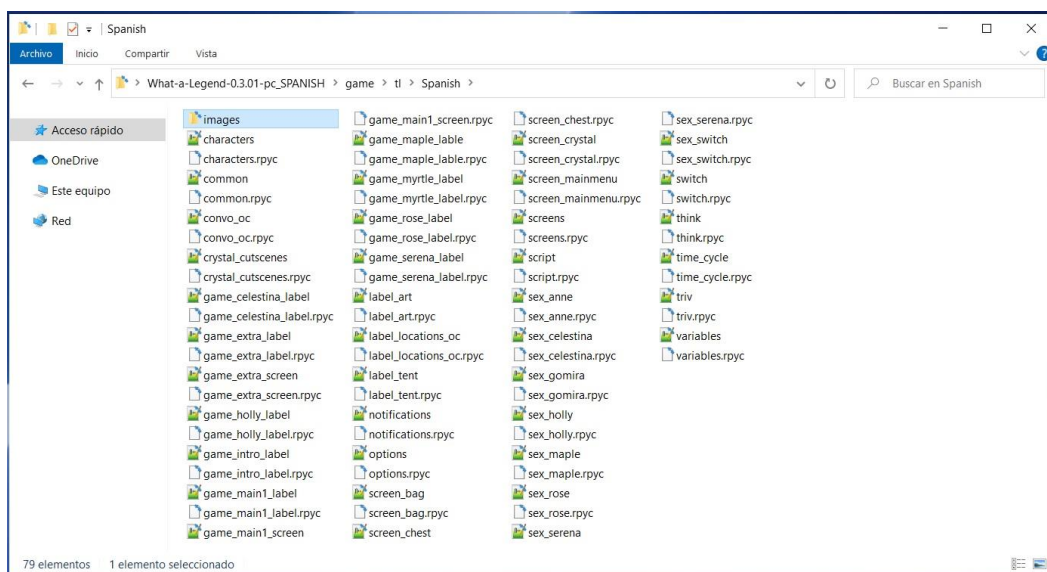 Spanish
Archivo Inicio Compartir Vista
What-a-Legend-0.3.01-pc_SPANISH > game > tl > Spanish >
Buscar en Spanish
Acceso rápido
OneDrive
Este equipo
Red
images
characters
characters.rpyc
common
common.rpyc
convo_oc
convo_oc.rpyc
crystal_cutscenes
crystal_cutscenes.rpyc
game_celestina_label
game_celestina_label.rpyc
game_extra_label
game_extra_label.rpyc
game_extra_screen
game_extra_screen.rpyc
game_holly_label
game_holly_label.rpyc
game_intro_label
game_intro_label.rpyc
game_main1_label
game_main1_label.rpyc
game_main1_screen
game_main1_screen.rpyc
game_maple_lable
game_maple_lable.rpyc
game_myrtle_label
game_myrtle_label.rpyc
game_rose_label
game_rose_label.rpyc
game_serena_label
game_serena_label.rpyc
label_art
label_art.rpyc
label_locations_oc
label_locations_oc.rpyc
label_tent
label_tent.rpyc
notifications
notifications.rpyc
options
options.rpyc
screen_bag
screen_bag.rpyc
screen_chest
screen_chest.rpyc
screen_crystal
screen_crystal.rpyc
screen_mainmenu
screen_mainmenu.rpyc
screens
screens.rpyc
script
script.rpyc
sex_anne
sex_anne.rpyc
sex_celestina
sex_celestina.rpyc
sex_gomira
sex_gomira.rpyc
sex_holly
sex_holly.rpyc
sex_maple
sex_maple.rpyc
sex_rose
sex_rose.rpyc
sex_serena
sex_serena.rpyc
sex_switch
sex_switch.rpyc
switch
switch.rpyc
think
think.rpyc
time_cycle
time_cycle.rpyc
triv
triv.rpyc
variables
variables.rpyc
79 elementos 1 elemento seleccionado